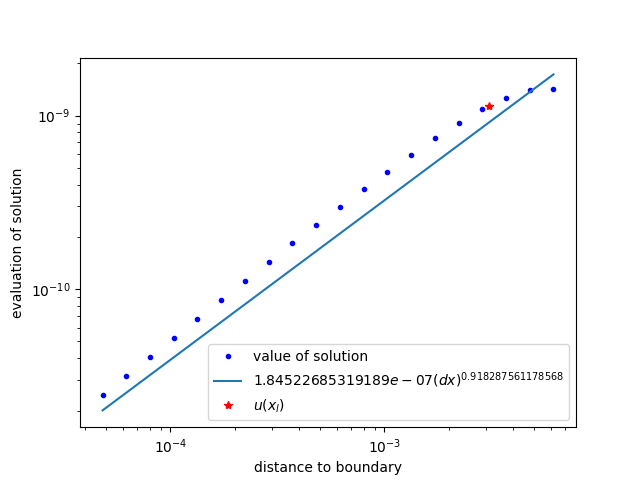 10⁻⁹
10⁻¹⁰
evaluation of solution
value of solution
1.84522685319189e − 07(dx)^0.918287561178568
u(x_l)
10⁻⁴
10⁻³
distance to boundary